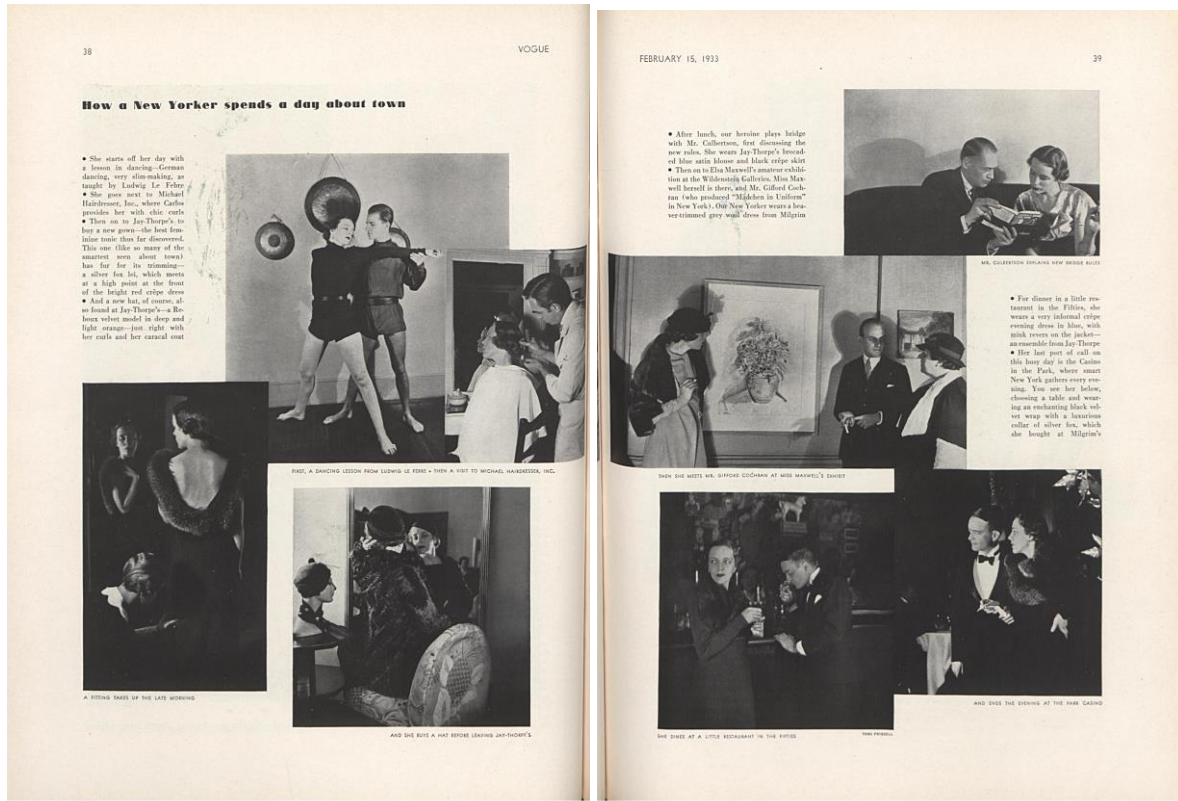 38
VOGUE
How a New Yorker spends a day about town
• She starts off her day with
a lesson in dancing—German
dancing, very slim-making, as
taught by Ludwig Le Febre
• She goes next to Michael
Hairdresser, Inc., where Carlos
provides her with chic curls
• Then on to Jay-Thorpe's to
buy a new gown—the best fem-
inine tonic thus far discovered.
This one (like so many of the
smartest seen about town)
has fur for its trimming—
a silver fox lei, which meets
at a high point at the front
of the bright red crêpe dress
• And a new hat, of course, al-
so found at Jay-Thorpe's—a Re-
boux velvet model in deep and
light orange—just right with
her curls and her caracal coat
FIRST, A DANCING LESSON FROM LUDWIG LE FEBRE • THEN A VISIT TO MICHAEL HAIRDRESSER, INC.
A FITTING TAKES UP THE LATE MORNING
AND SHE BUYS A HAT BEFORE LEAVING JAY-THORPE'S
FEBRUARY 15, 1933
39
• After lunch, our heroine plays bridge
with Mr. Culbertson, first discussing the
new rules. She wears Jay-Thorpe's brocad-
ed blue satin blouse and black crêpe skirt
• Then on to Elsa Maxwell's amateur exhibi-
tion at the Wildenstein Galleries. Miss Max-
well herself is there, and Mr. Gifford Coch-
ran (who produced "Mädchen in Uniform"
in New York). Our New Yorker wears a bea-
ver-trimmed grey wool dress from Milgrim
MR. CULBERTSON EXPLAINS NEW BRIDGE RULES
THEN SHE MEETS MR. GIFFORD COCHRAN AT MISS MAXWELL'S EXHIBIT
• For dinner in a little res-
taurant in the Fifties, she
wears a very informal crêpe
evening dress in blue, with
mink revers on the jacket—
an ensemble from Jay-Thorpe
• Her last port of call on
this busy day is the Casino
in the Park, where smart
New York gathers every eve-
ning. You see her below,
choosing a table and wear-
ing an enchanting black vel-
vet wrap with a luxurious
collar of silver fox, which
she bought at Milgrim's
SHE DINES AT A LITTLE RESTAURANT IN THE FIFTIES
TONI FRISSELL
AND ENDS THE EVENING AT THE PARK CASINO